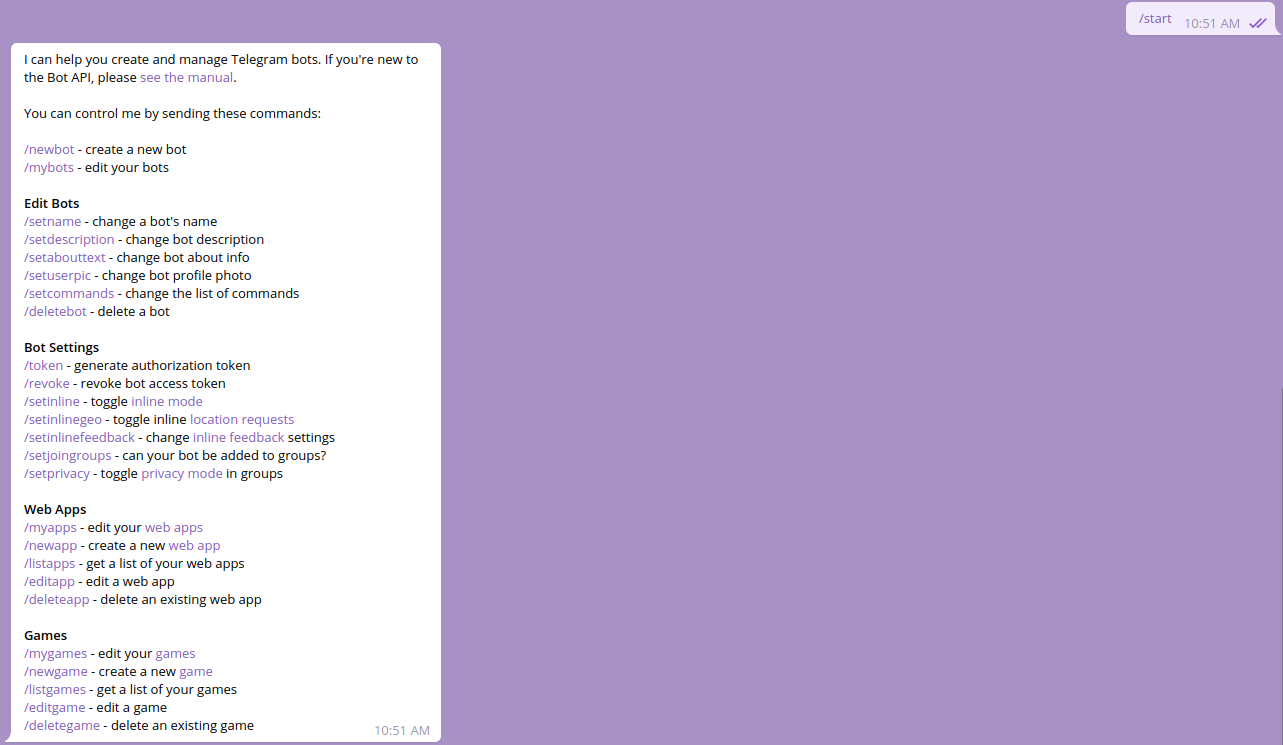 /start 10:51 AM
I can help you create and manage Telegram bots. If you're new to
the Bot API, please see the manual.
You can control me by sending these commands:
/newbot - create a new bot
/mybots - edit your bots
Edit Bots
/setname - change a bot's name
/setdescription - change bot description
/setabouttext - change bot about info
/setuserpic - change bot profile photo
/setcommands - change the list of commands
/deletebot - delete a bot
Bot Settings
/token - generate authorization token
/revoke - revoke bot access token
/setinline - toggle inline mode
/setinlinegeo - toggle inline location requests
/setinlinefeedback - change inline feedback settings
/setjoingroups - can your bot be added to groups?
/setprivacy - toggle privacy mode in groups
Web Apps
/myapps - edit your web apps
/newapp - create a new web app
/listapps - get a list of your web apps
/editapp - edit a web app
/deleteapp - delete an existing web app
Games
/mygames - edit your games
/newgame - create a new game
/listgames - get a list of your games
/editgame - edit a game
/deletegame - delete an existing game
10:51 AM